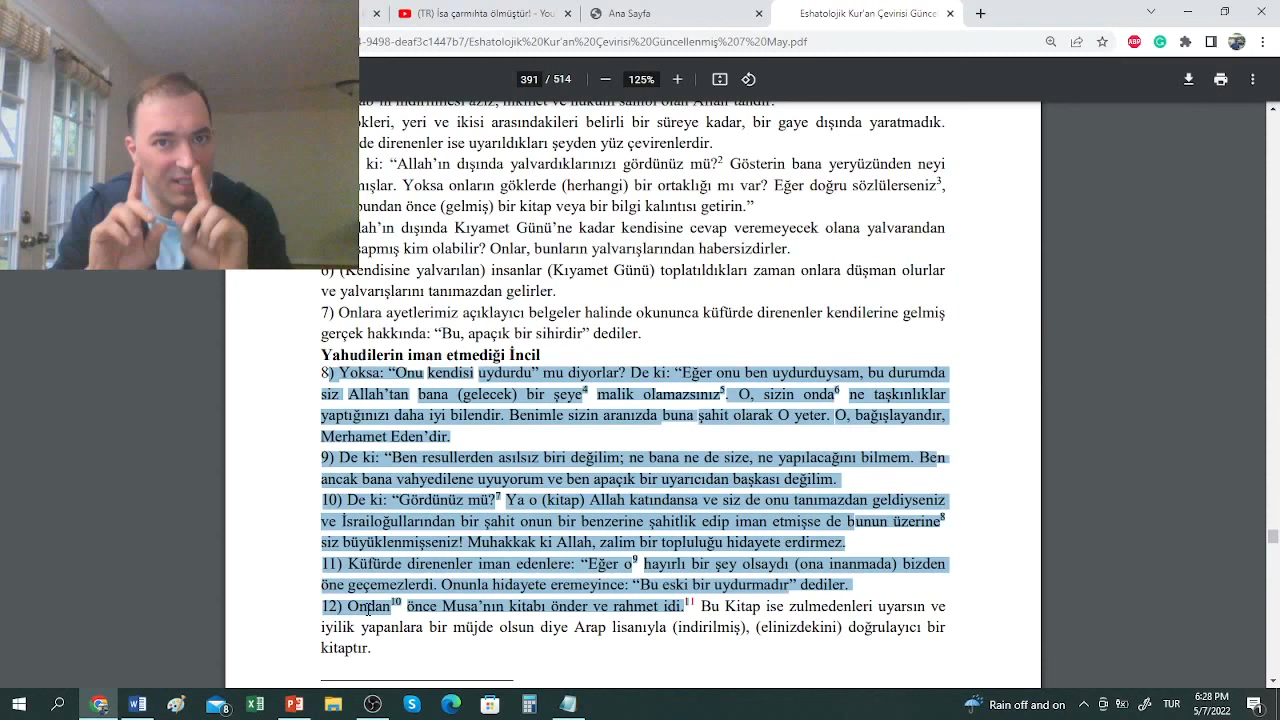 (TR) İsa çarmıhta ölmüştür! - You
Ana Sayfa
Eshatolojik Kur'an Çevirisi Günce
-9498-deaf3c1447b7/Eshatolojik%20Kur'an%20Çevirisi%20Güncellenmiş%207%20May.pdf
391 / 514
125%
indirilmesi aziz, hikmet ve hüküm sahibi olan Allah'tandır.
yeri ve ikisi arasındakileri belirli bir süreye kadar, bir gaye dışında yaratmadık.
direnenler ise uyarıldıkları şeyden yüz çevirenlerdir.
ki: “Allah’ın dışında yalvardıklarınızı gördünüz mü?2 Gösterin bana yeryüzünden neyi
Yoksa onların göklerde (herhangi) bir ortaklığı mı var? Eğer doğru sözlülerseniz3,
bundan önce (gelmiş) bir kitap veya bir bilgi kalıntısı getirin.”
dışında Kıyamet Günü’ne kadar kendisine cevap veremeyecek olana yalvarandan
sapmış kim olabilir? Onlar, bunların yalvarışlarından habersizdirler.
6) (Kendisine yalvarılan) insanlar (Kıyamet Günü) toplatıldıkları zaman onlara düşman olurlar
ve yalvarışlarını tanımazdan gelirler.
7) Onlara ayetlerimiz açıklayıcı belgeler halinde okununca küfürde direnenler kendilerine gelmiş
gerçek hakkında: “Bu, apaçık bir sihirdir” dediler.
Yahudilerin iman etmediği İncil
8) Yoksa: “Onu kendisi uydurdu” mu diyorlar? De ki: “Eğer onu ben uydurduysam, bu durumda
siz Allah’tan bana (gelecek) bir şeye4 malik olamazsınız5. O, sizin onda6 ne taşkınlıklar
yaptığınızı daha iyi bilendir. Benimle sizin aranızda buna şahit olarak O yeter. O, bağışlayandır,
Merhamet Eden’dir.
9) De ki: “Ben resullerden asılsız biri değilim; ne bana ne de size, ne yapılacağını bilmem. Ben
ancak bana vahyedilene uyuyorum ve ben apaçık bir uyarıcıdan başkası değilim.
10) De ki: “Gördünüz mü?7 Ya o (kitap) Allah katındansa ve siz de onu tanımazdan geldiyseniz
ve İsrailoğullarından bir şahit onun bir benzerine şahitlik edip iman etmişse de bunun üzerine8
siz büyüklenmişseniz! Muhakkak ki Allah, zalim bir topluluğu hidayete erdirmez.
11) Küfürde direnenler iman edenlere: “Eğer o9 hayırlı bir şey olsaydı (ona inanmada) bizden
öne geçemezlerdi. Onunla hidayete eremeyince: “Bu eski bir uydurmadır” dediler.
12) Ondan10 önce Musa’nın kitabı önder ve rahmet idi.11 Bu Kitap ise zulmedenleri uyarsın ve
iyilik yapanlara bir müjde olsun diye Arap lisanıyla (indirilmiş), (elinizdekini) doğrulayıcı bir
kitaptır.
Rain off and on
TUR
6:28 PM
5/7/2022